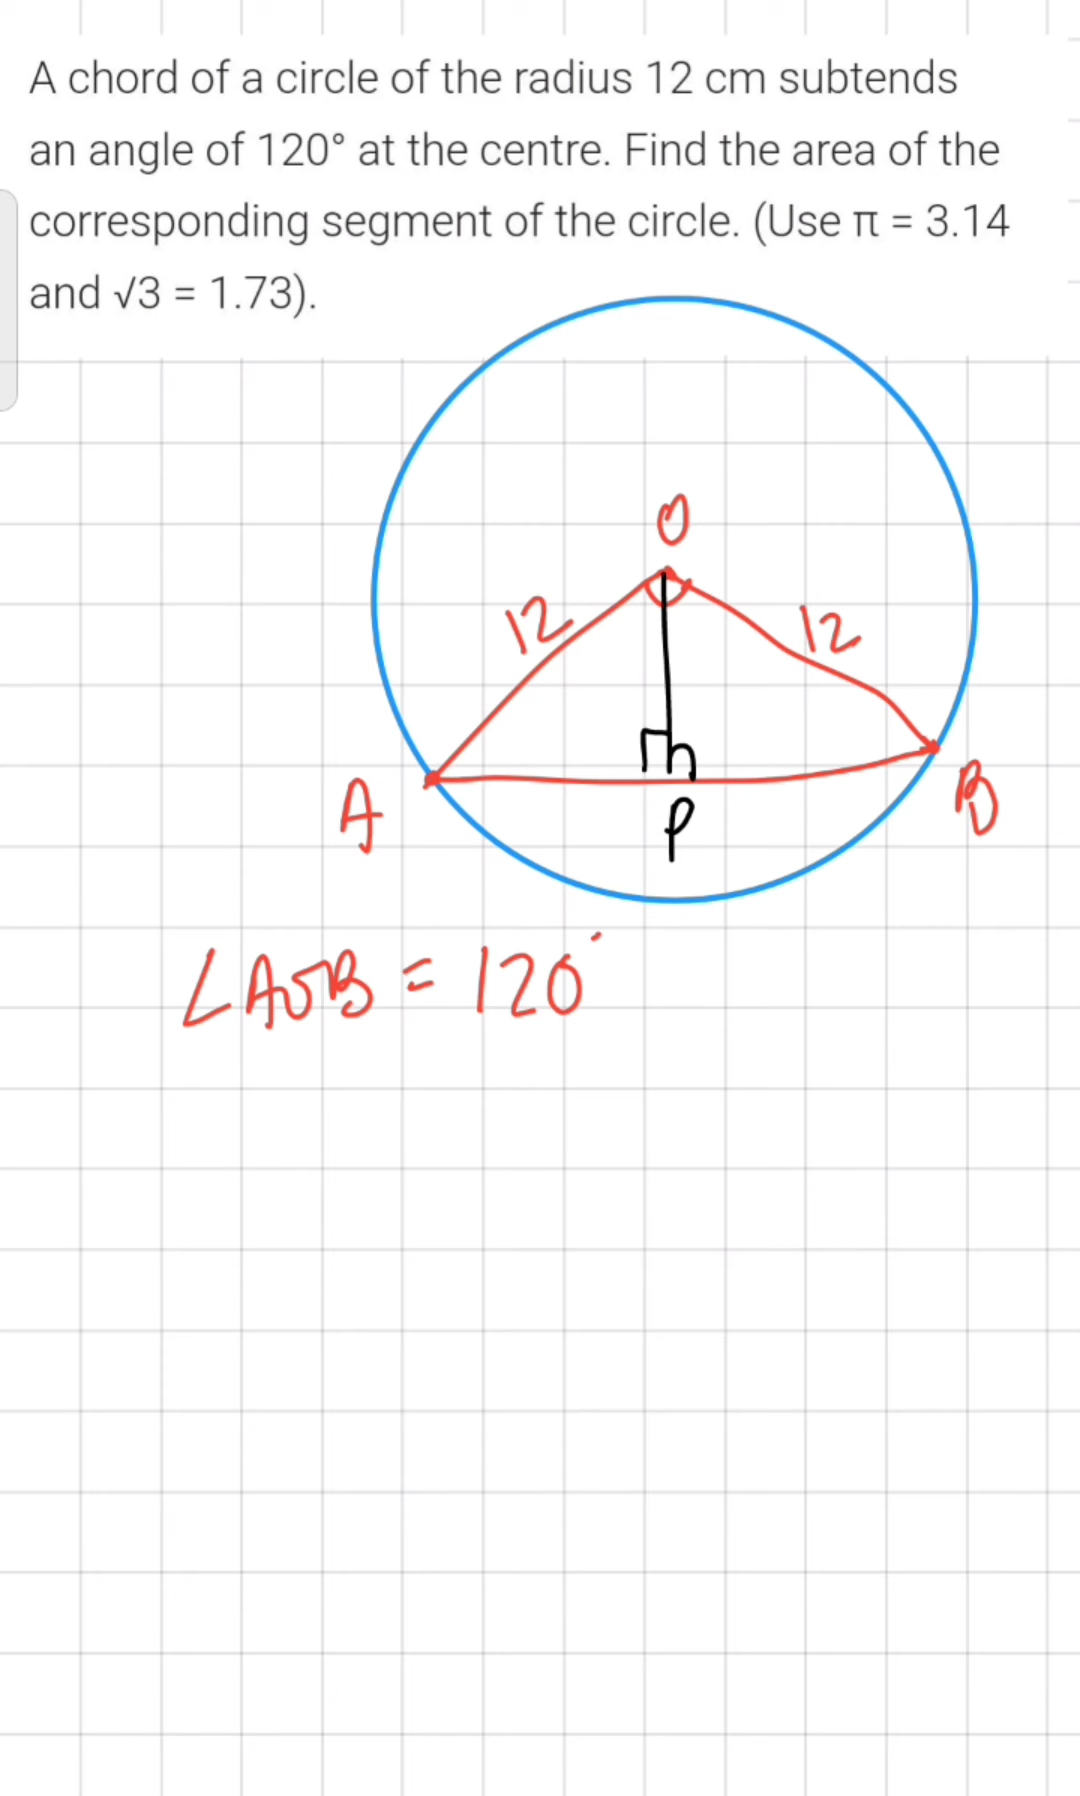 A chord of a circle of the radius 12 cm subtends
an angle of 120° at the centre. Find the area of the
corresponding segment of the circle. (Use π = 3.14
and √3 = 1.73).
O
12
12
A
B
P
∠AOB = 120°